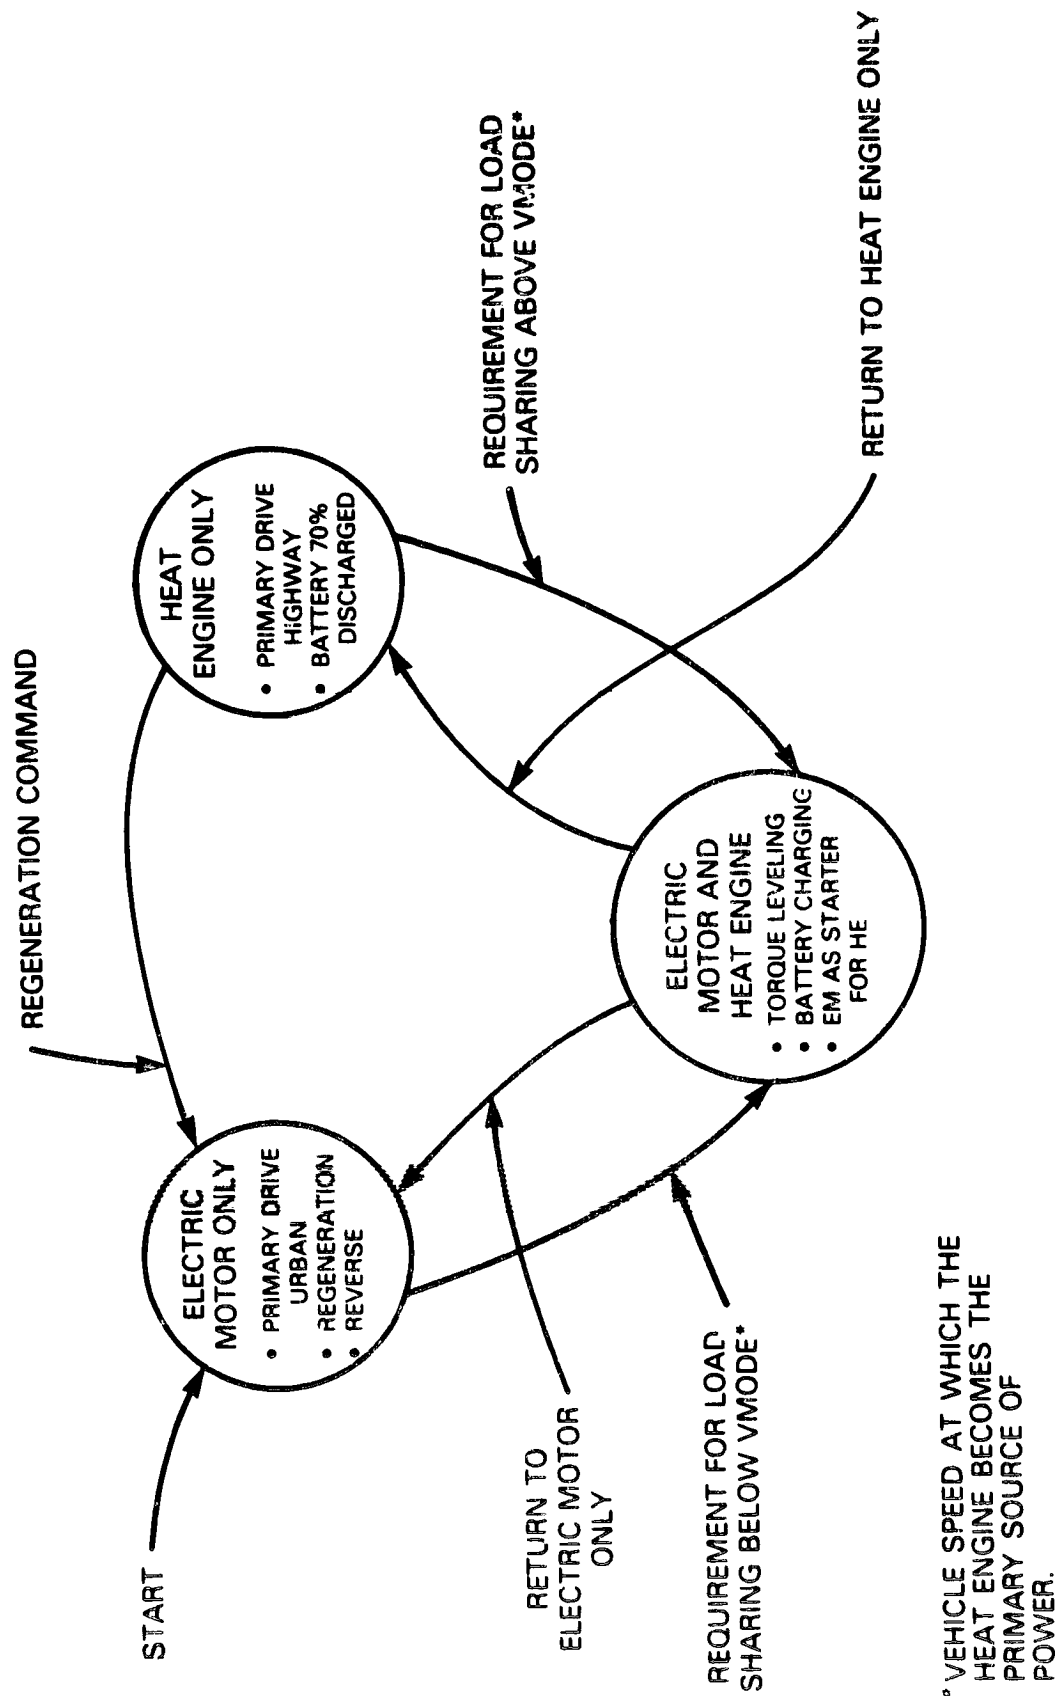 REGENERATION COMMAND
START
ELECTRIC
MOTOR ONLY
• PRIMARY DRIVE
URBAN
• REGENERATION
• REVERSE
HEAT
ENGINE ONLY
• PRIMARY DRIVE
HIGHWAY
• BATTERY 70%
DISCHARGED
REQUIREMENT FOR LOAD
SHARING ABOVE VMODE*
RETURN TO
ELECTRIC MOTOR
ONLY
ELECTRIC
MOTOR AND
HEAT ENGINE
• TORQUE LEVELING
• BATTERY CHARGING
• EM AS STARTER
FOR HE
REQUIREMENT FOR LOAD
SHARING BELOW VMODE*
RETURN TO HEAT ENGINE ONLY
*VEHICLE SPEED AT WHICH THE
HEAT ENGINE BECOMES THE
PRIMARY SOURCE OF
POWER.